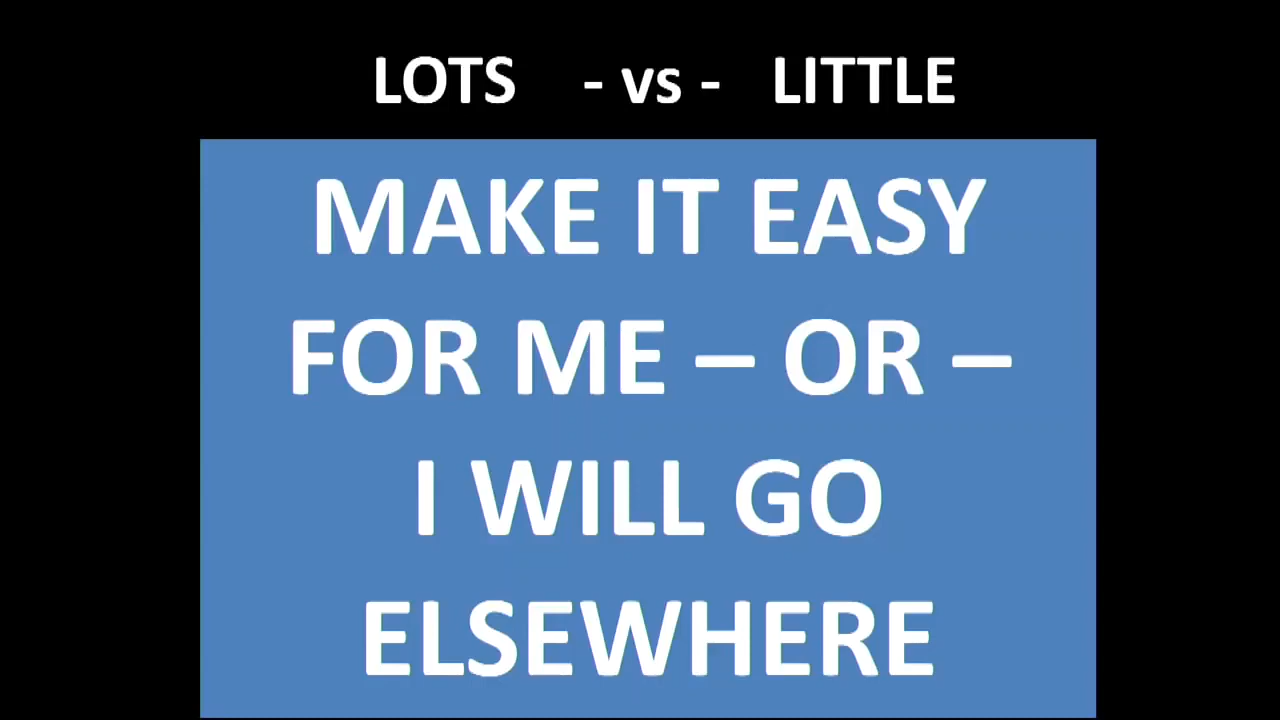 LOTS - vs - LITTLE
MAKE IT EASY
FOR ME – OR –
I WILL GO
ELSEWHERE